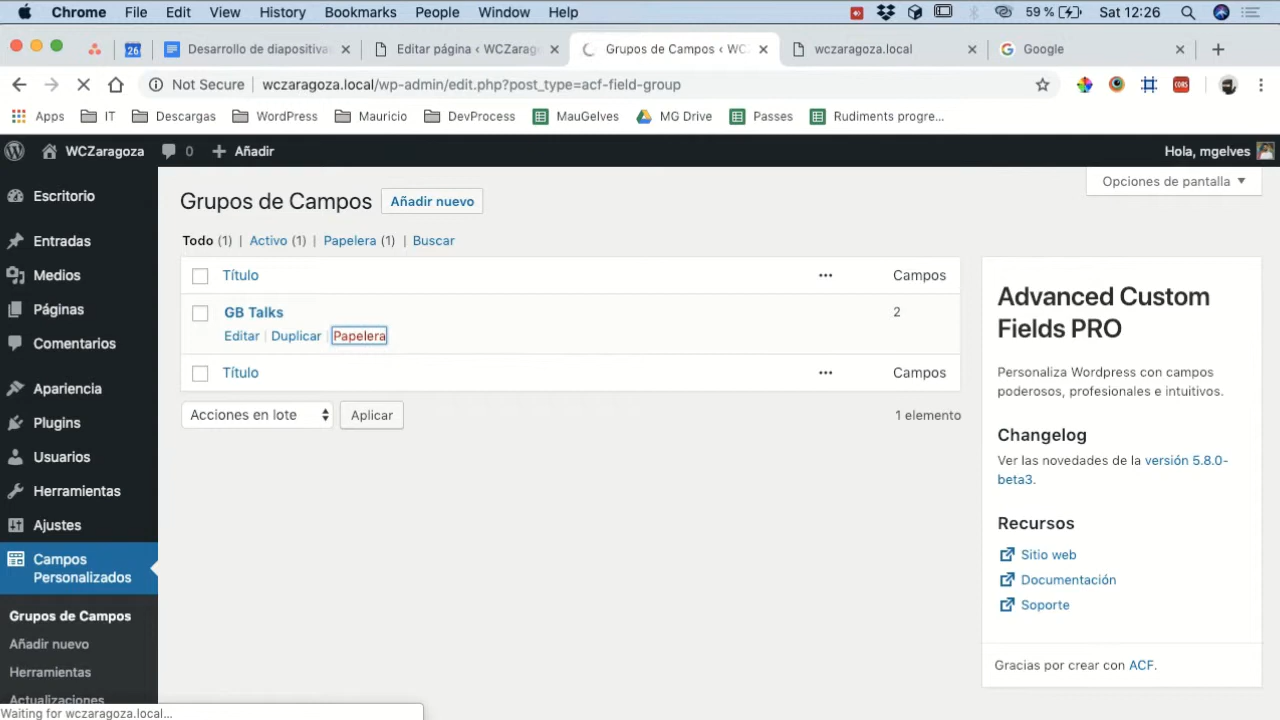 Chrome File Edit View History Bookmarks People Window Help 59 % Sat 12:26
26 Desarrollo de diapositiva Editar página ‹ WCZarag Grupos de Campos ‹ WC wczaragoza.local Google
Not Secure wczaragoza.local/wp-admin/edit.php?post_type=acf-field-group CORS
Apps IT Descargas WordPress Mauricio DevProcess MauGelves MG Drive Passes Rudiments progre...
WCZaragoza 0 + Añadir Hola, mgelves
Opciones de pantalla ▼
Escritorio
Entradas
Medios
Páginas
Comentarios
Apariencia
Plugins
Usuarios
Herramientas
Ajustes
Campos
Personalizados
Grupos de Campos
Añadir nuevo
Herramientas
Actualizaciones
Grupos de Campos Añadir nuevo
Todo (1) | Activo (1) | Papelera (1) | Buscar
Título ••• Campos
GB Talks 2
Editar | Duplicar | Papelera
Título ••• Campos
Acciones en lote Aplicar 1 elemento
Advanced Custom
Fields PRO
Personaliza Wordpress con campos
poderosos, profesionales e intuitivos.
Changelog
Ver las novedades de la versión 5.8.0-
beta3.
Recursos
Sitio web
Documentación
Soporte
Gracias por crear con ACF.
Waiting for wczaragoza.local...